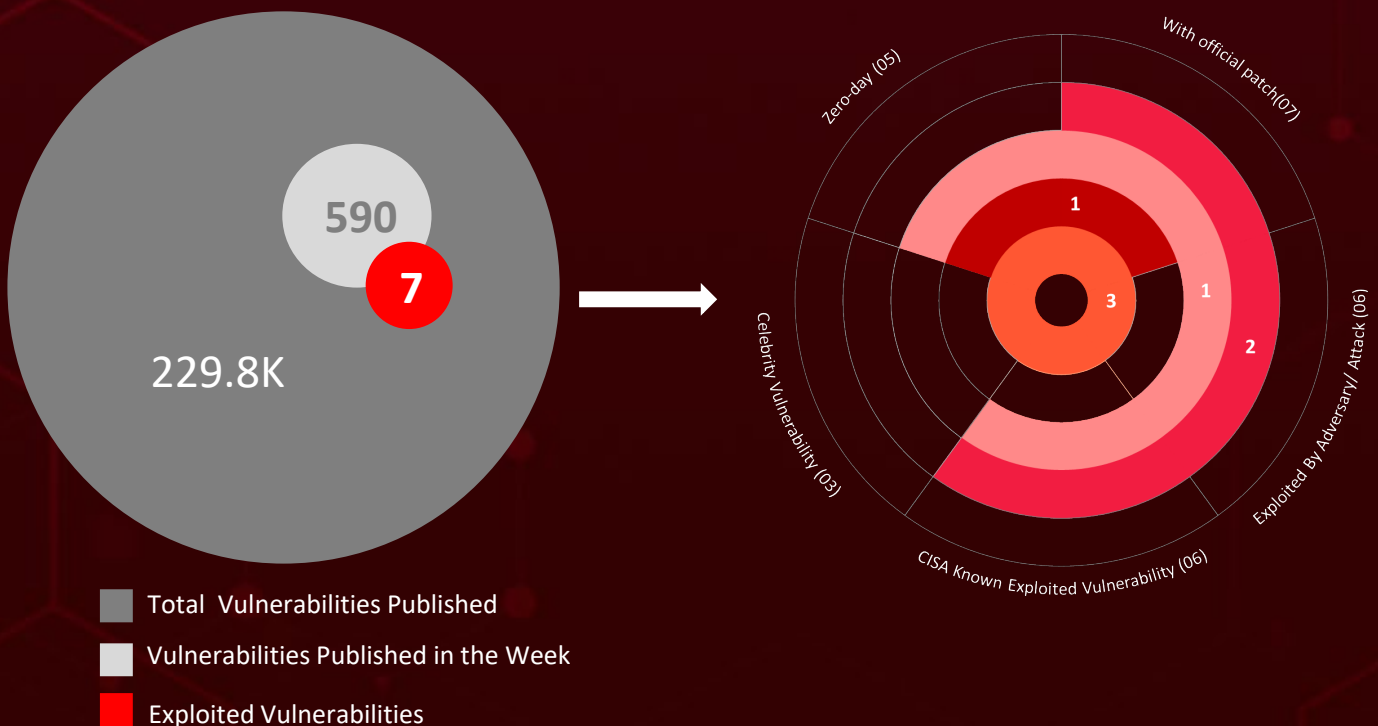 590
7
229.8K
Total  Vulnerabilities Published
Vulnerabilities Published in the Week
Exploited Vulnerabilities
Zero-day (05)
With official patch(07)
Exploited By Adversary/ Attack (06)
CISA Known Exploited Vulnerability (06)
Celebrity Vulnerability (03)
1
3
1
2